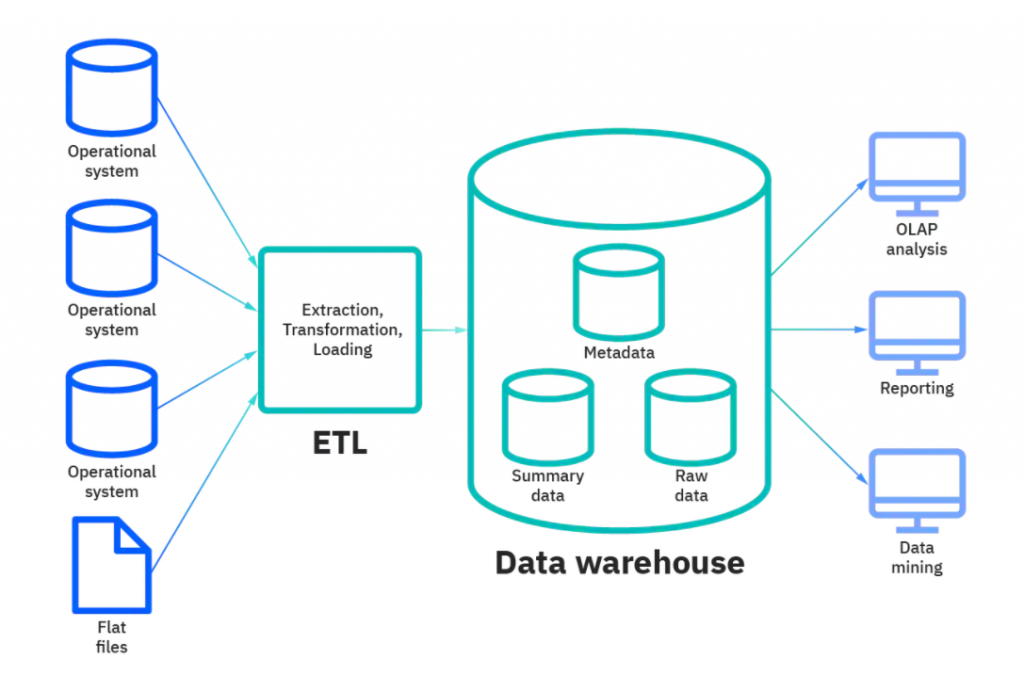 Operational
system
Operational
system
Operational
system
Flat
files
Extraction,
Transformation,
Loading
ETL
Metadata
Summary
data
Raw
data
Data warehouse
OLAP
analysis
Reporting
Data
mining